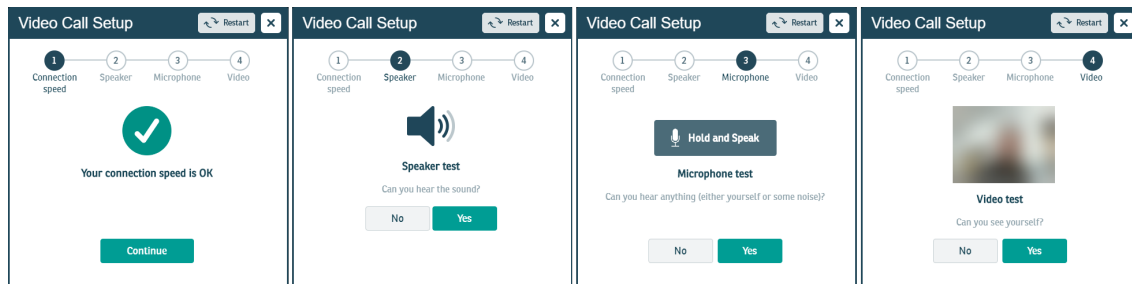 Video Call Setup
Restart
1 2 3 4
Connection speed Speaker Microphone Video
Your connection speed is OK
Continue
Video Call Setup
Restart
1 2 3 4
Connection speed Speaker Microphone Video
Speaker test
Can you hear the sound?
No Yes
Video Call Setup
Restart
1 2 3 4
Connection speed Speaker Microphone Video
Hold and Speak
Microphone test
Can you hear anything (either yourself or some noise)?
No Yes
Video Call Setup
Restart
1 2 3 4
Connection speed Speaker Microphone Video
Video test
Can you see yourself?
No Yes